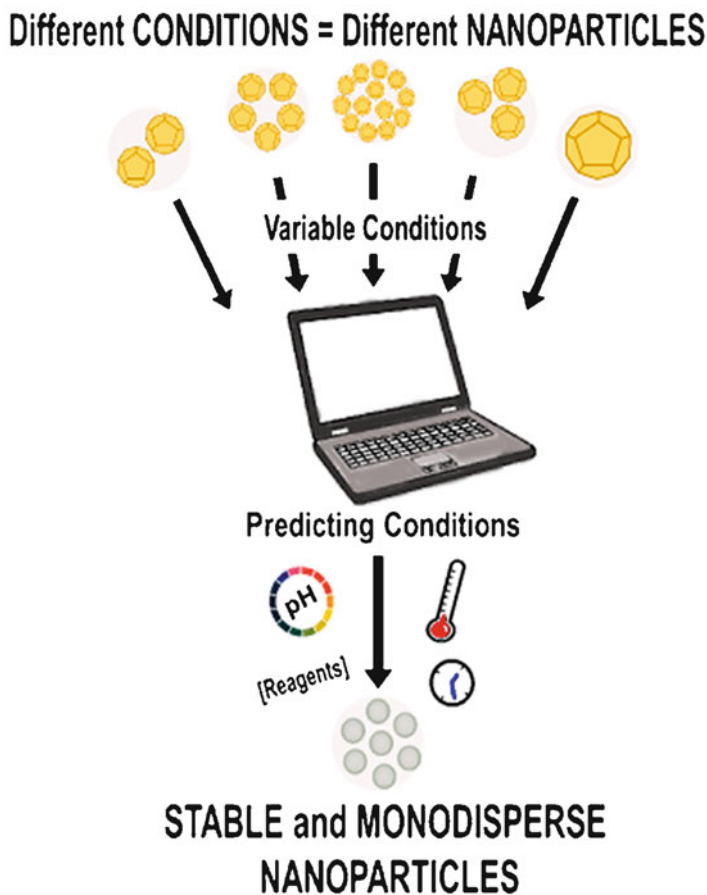 Different CONDITIONS = Different NANOPARTICLES
Variable Conditions
Predicting Conditions
pH
[Reagents]
STABLE and MONODISPERSE
NANOPARTICLES